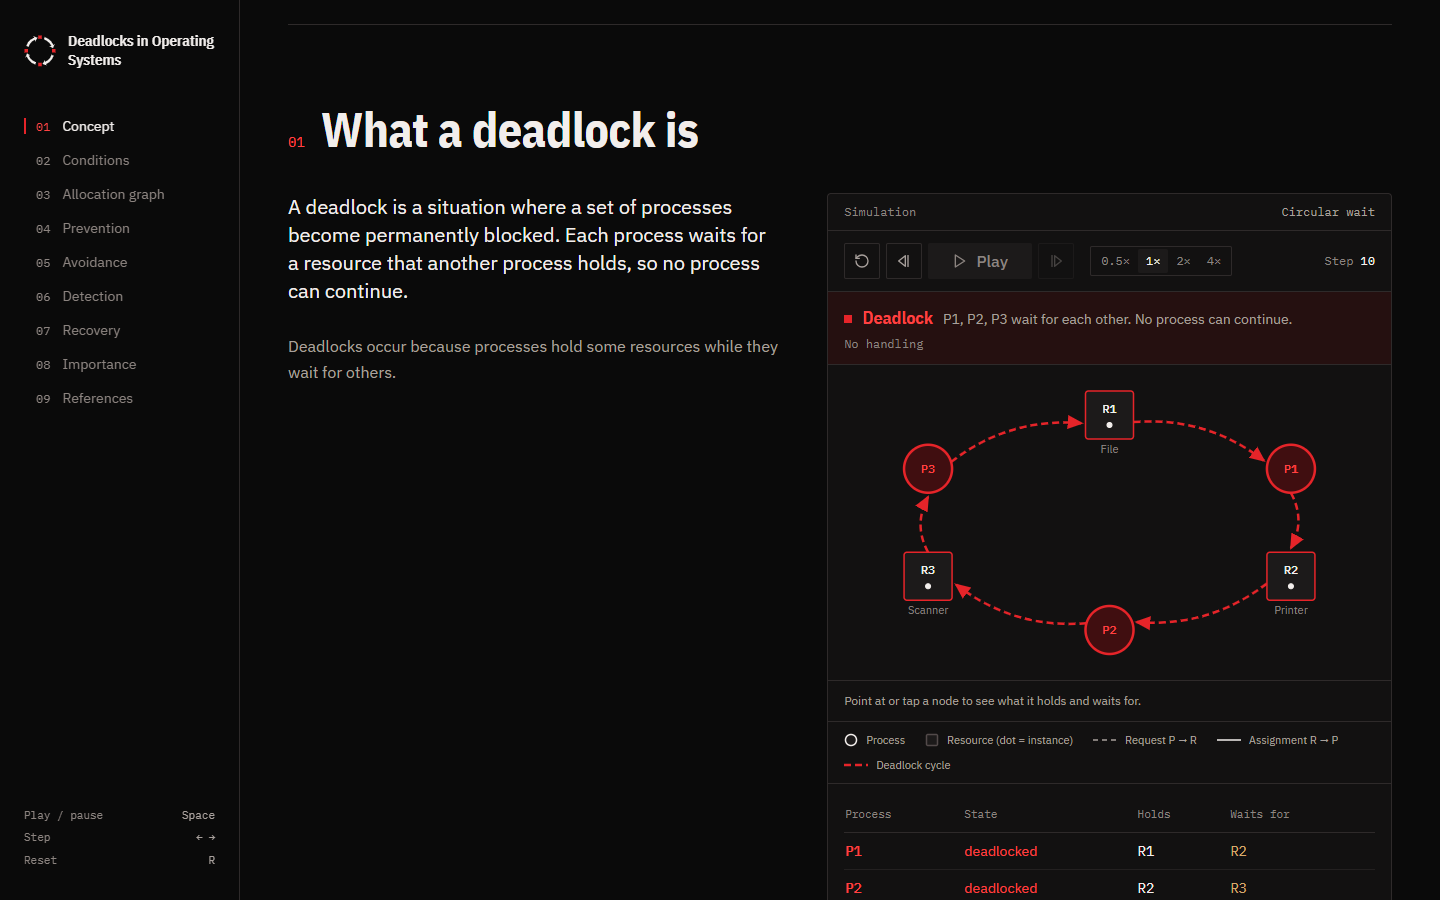 Deadlocks in Operating
Systems
01 Concept
02 Conditions
03 Allocation graph
04 Prevention
05 Avoidance
06 Detection
07 Recovery
08 Importance
09 References
Play / pause Space
Step ← →
Reset R
01 What a deadlock is
A deadlock is a situation where a set of processes
become permanently blocked. Each process waits for
a resource that another process holds, so no process
can continue.
Deadlocks occur because processes hold some resources while they
wait for others.
Simulation Circular wait
Play 0.5× 1× 2× 4× Step 10
Deadlock P1, P2, P3 wait for each other. No process can continue.
No handling
R1
File
P3
P1
R3
Scanner
R2
Printer
P2
Point at or tap a node to see what it holds and waits for.
Process Resource (dot = instance) Request P → R Assignment R → P
Deadlock cycle
Process State Holds Waits for
P1 deadlocked R1 R2
P2 deadlocked R2 R3